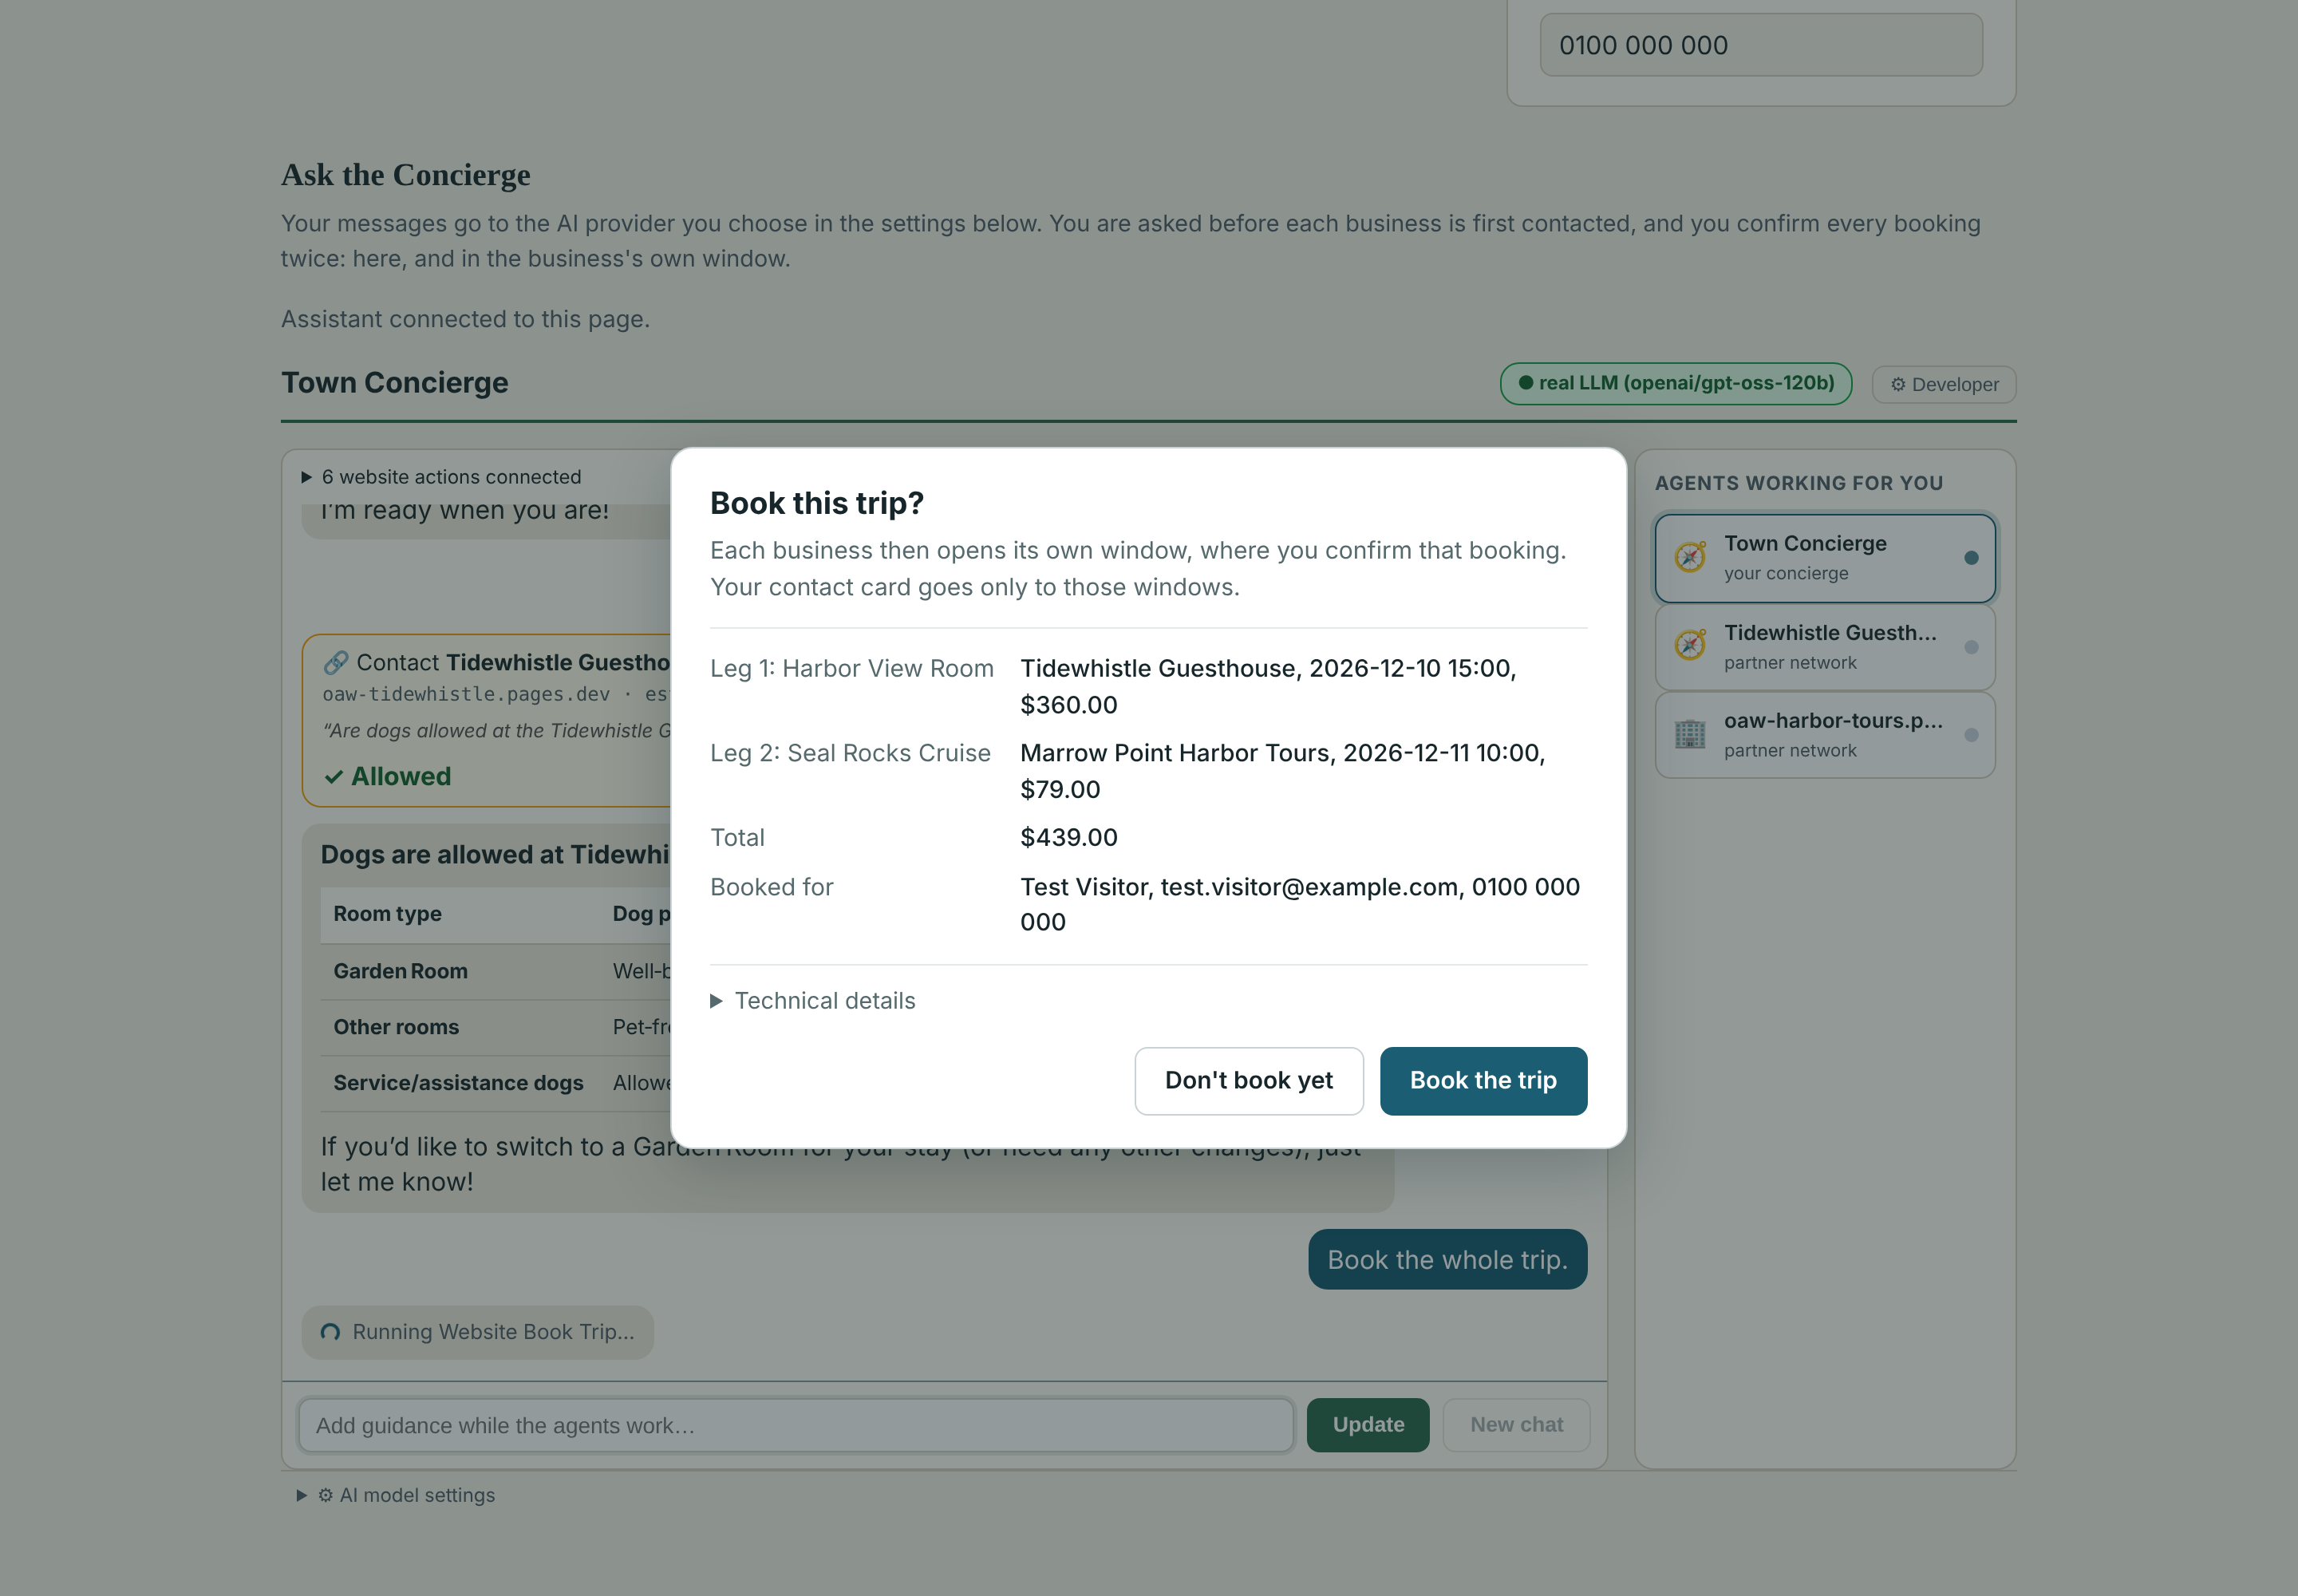 0100 000 000
Ask the Concierge
Your messages go to the AI provider you choose in the settings below. You are asked before each business is first contacted, and you confirm every booking
twice: here, and in the business's own window.
Assistant connected to this page.
Town Concierge
real LLM (openai/gpt-oss-120b)
⚙ Developer
6 website actions connected
I'm ready when you are!
🔗 Contact Tidewhistle Guestho
oaw-tidewhistle.pages.dev · es
“Are dogs allowed at the Tidewhistle G
✓ Allowed
Dogs are allowed at Tidewhi
Room type Dog p
Garden Room Well-b
Other rooms Pet-fr
Service/assistance dogs Allowe
If you’d like to switch to a Garden Room for your stay (or need any other changes), just
let me know!
Book the whole trip.
Running Website Book Trip...
Add guidance while the agents work…
Update
New chat
⚙ AI model settings
Book this trip?
Each business then opens its own window, where you confirm that booking.
Your contact card goes only to those windows.
Leg 1: Harbor View Room Tidewhistle Guesthouse, 2026-12-10 15:00,
$360.00
Leg 2: Seal Rocks Cruise Marrow Point Harbor Tours, 2026-12-11 10:00,
$79.00
Total $439.00
Booked for Test Visitor, test.visitor@example.com, 0100 000
000
Technical details
Don't book yet
Book the trip
AGENTS WORKING FOR YOU
Town Concierge
your concierge
Tidewhistle Guesth...
partner network
oaw-harbor-tours.p...
partner network